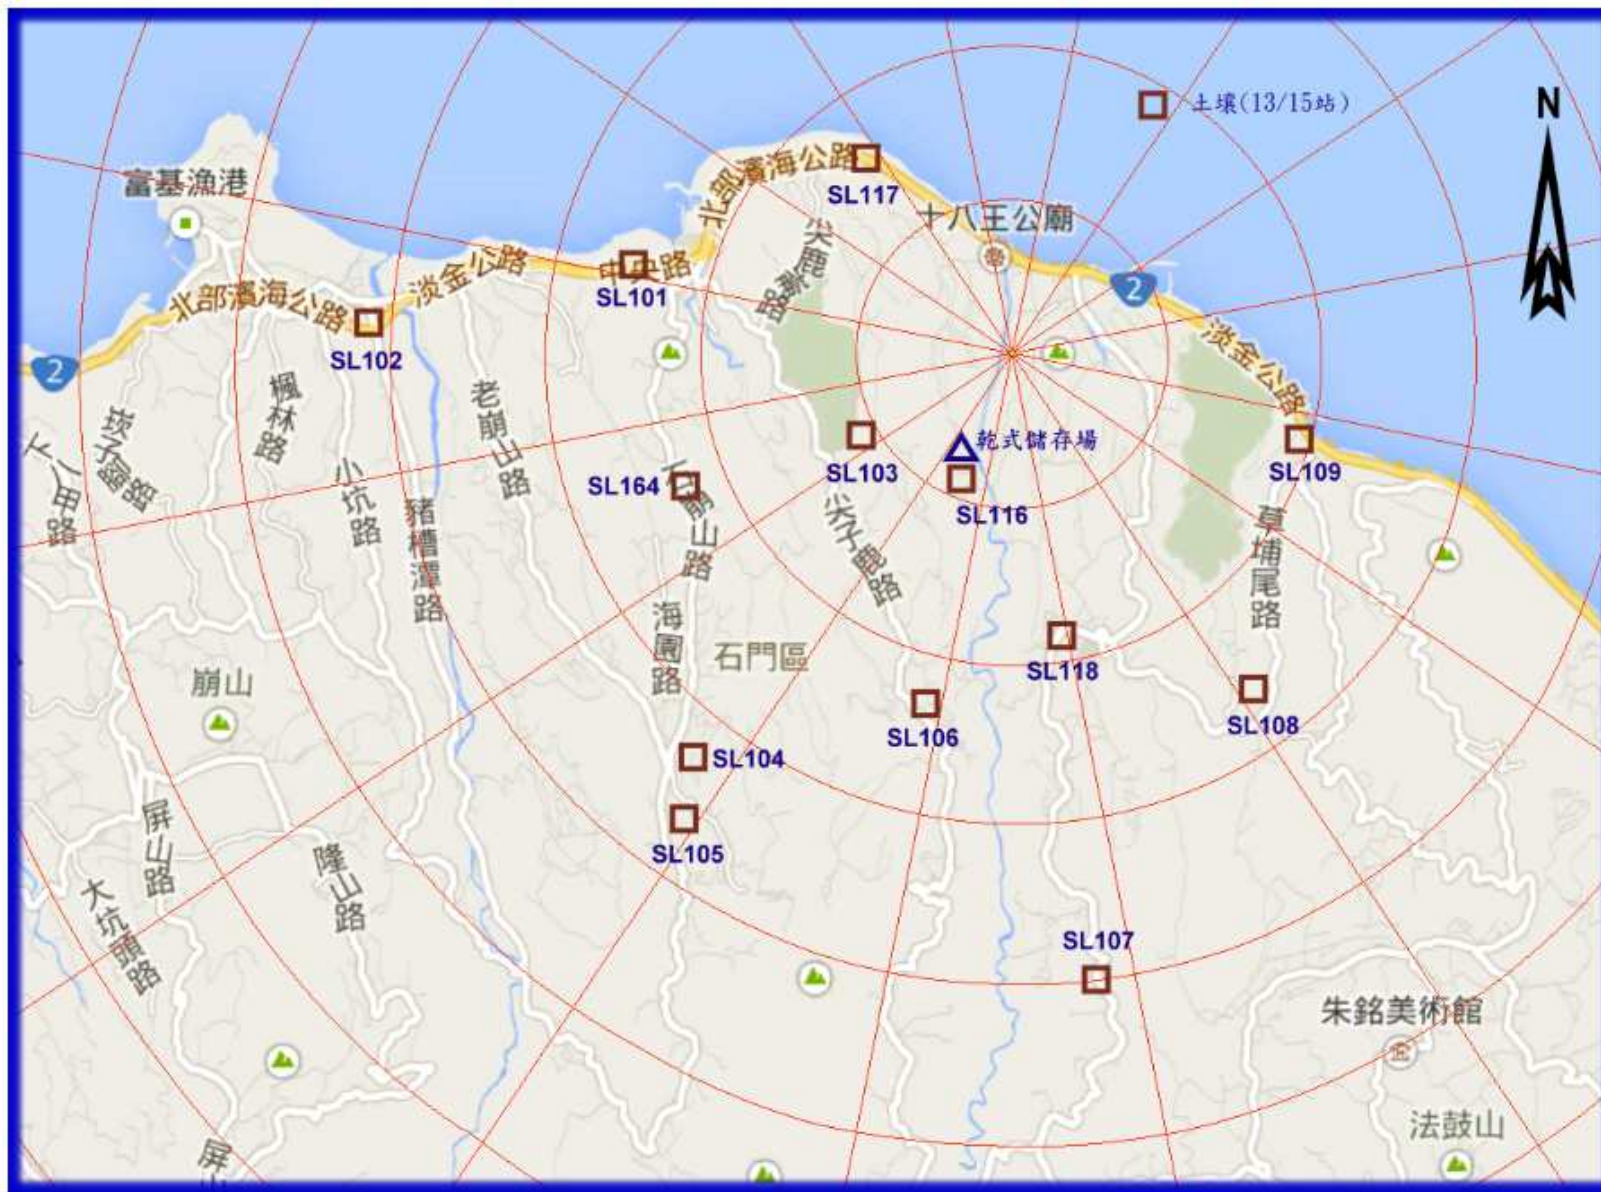 N
土壤(13/15站)
北部濱海公路
SL117
富基漁港
十八王公廟
尖鹿
路
淡金公路
中央路
SL101
2
北部濱海公路
SL102
2
淡金公路
楓林路
老崩山路
乾式儲存場
SL103
SL109
SL164
小坑路
豬槽潭路
山路
尖子鹿路
SL116
草埔尾路
海園路
石門區
SL118
崩山
SL108
SL106
SL104
屏山路
SL105
隆山路
大坑頭路
SL107
朱銘美術館
法鼓山
屏